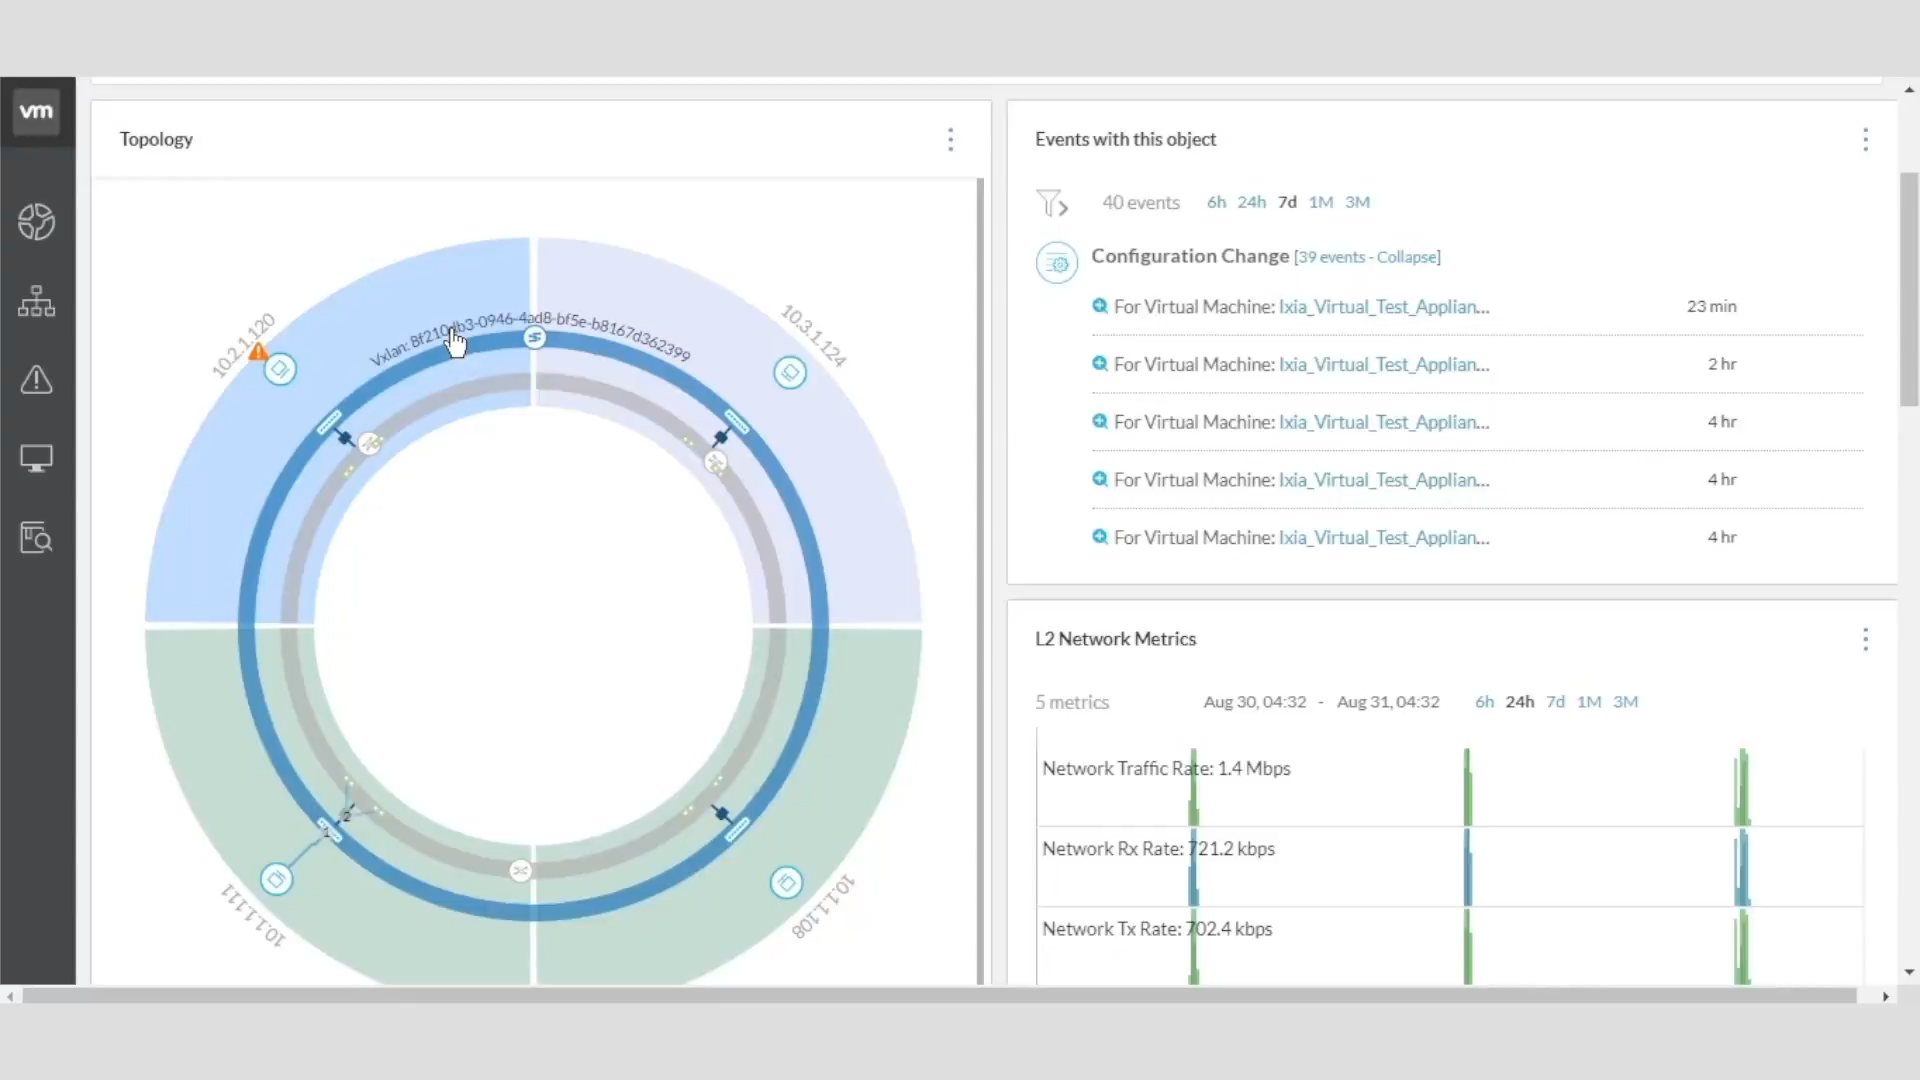 vm
Topology
10.2.1.120
Vxlan: 8f210db3-0946-4ad8-bf5e-b8167d362399
10.3.1.124
1
2
10.1.1.111
10.1.1.108
Events with this object
40 events 6h 24h 7d 1M 3M
Configuration Change [39 events - Collapse]
For Virtual Machine: Ixia_Virtual_Test_Applian... 23 min
For Virtual Machine: Ixia_Virtual_Test_Applian... 2 hr
For Virtual Machine: Ixia_Virtual_Test_Applian... 4 hr
For Virtual Machine: Ixia_Virtual_Test_Applian... 4 hr
For Virtual Machine: Ixia_Virtual_Test_Applian... 4 hr
L2 Network Metrics
5 metrics Aug 30, 04:32 - Aug 31, 04:32 6h 24h 7d 1M 3M
Network Traffic Rate: 1.4 Mbps
Network Rx Rate: 721.2 kbps
Network Tx Rate: 702.4 kbps